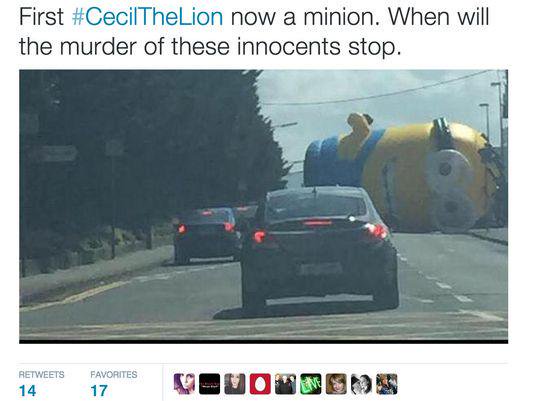 First #CecilTheLion now a minion. When will
the murder of these innocents stop.
RETWEETS
FAVORITES
14
17